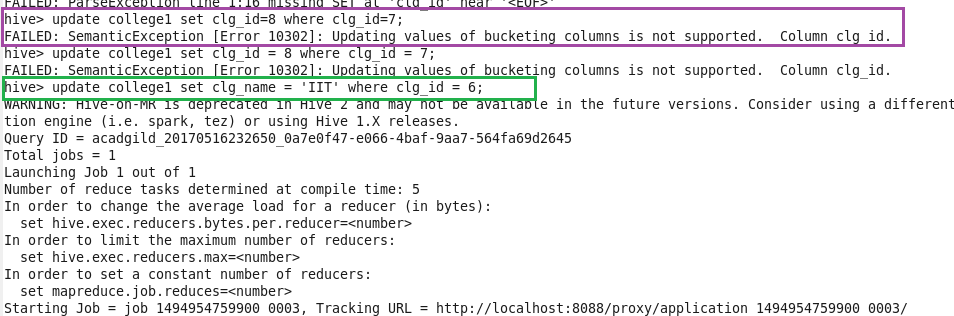 FAILED: ParseException line 1:16 missing SET at 'clg_id' near '<EOF>'
hive> update college1 set clg_id=8 where clg_id=7;
FAILED: SemanticException [Error 10302]: Updating values of bucketing columns is not supported.  Column clg_id.
hive> update college1 set clg_id = 8 where clg_id = 7;
FAILED: SemanticException [Error 10302]: Updating values of bucketing columns is not supported.  Column clg_id.
hive> update college1 set clg_name = 'IIT' where clg_id = 6;
WARNING: Hive-on-MR is deprecated in Hive 2 and may not be available in the future versions. Consider using a different
tion engine (i.e. spark, tez) or using Hive 1.X releases.
Query ID = acadgild_20170516232650_0a7e0f47-e066-4baf-9aa7-564fa69d2645
Total jobs = 1
Launching Job 1 out of 1
Number of reduce tasks determined at compile time: 5
In order to change the average load for a reducer (in bytes):
  set hive.exec.reducers.bytes.per.reducer=<number>
In order to limit the maximum number of reducers:
  set hive.exec.reducers.max=<number>
In order to set a constant number of reducers:
  set mapreduce.job.reduces=<number>
Starting Job = job_1494954759900_0003, Tracking URL = http://localhost:8088/proxy/application_1494954759900_0003/